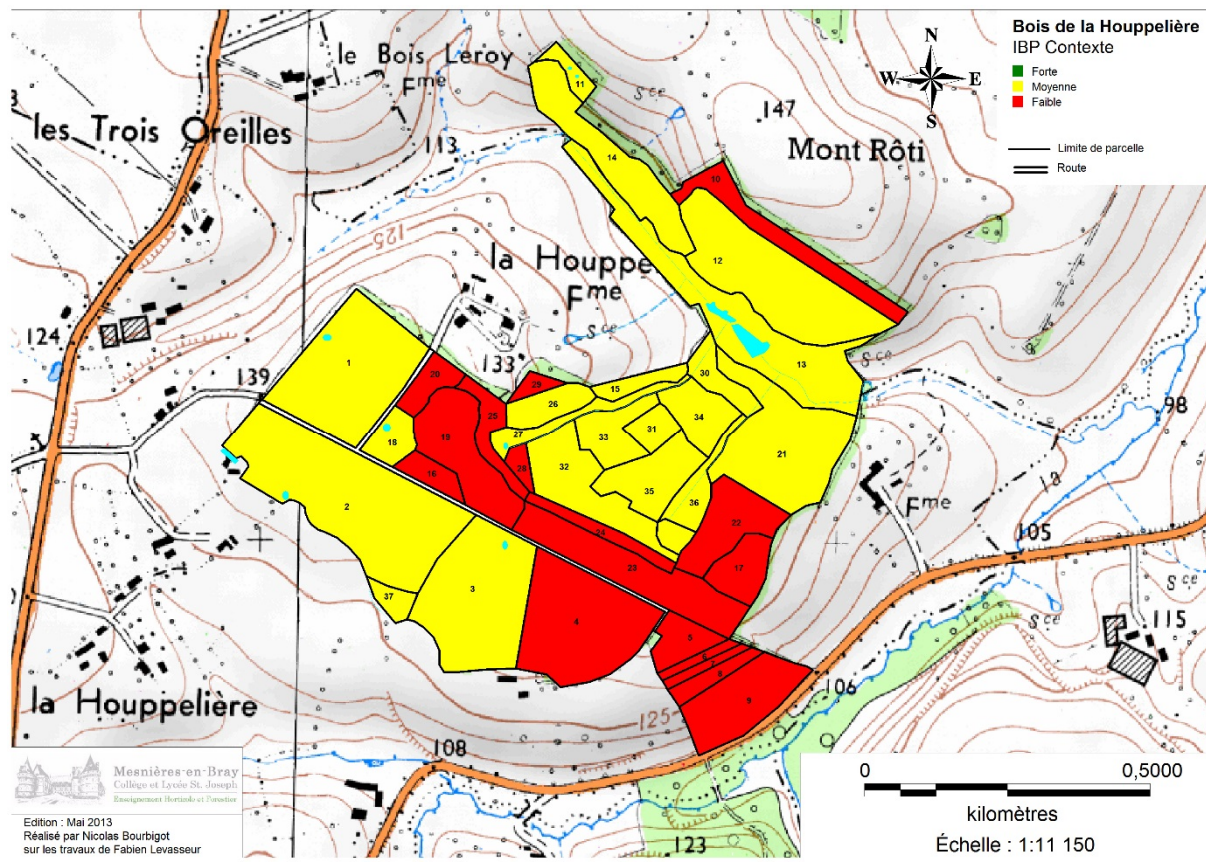 Bois de la Houppelière
IBP Contexte
Forte
Moyenne
Faible
Limite de parcelle
Route
N
W
E
S
le Bois Leroy
Fme
les Trois Oreilles
113
Sce
147
Mont Rôti
125
la Houppe
Fme
Sce
124
133
139
Sce
98
Fme
105
Sce
Sce
115
106
la Houppelière
125
108
123
11
14
10
12
13
1
20
29
15
30
25
26
34
19
27
33
31
18
28
32
21
16
35
36
2
24
22
23
17
3
37
4
5
6
7
8
9
Mesnières-en-Bray
Collège et Lycée St. Joseph
Enseignement Horticole et Forestier
Edition : Mai 2013
Réalisé par Nicolas Bourbigot
sur les travaux de Fabien Levasseur
0
0,5000
kilomètres
Échelle : 1:11 150